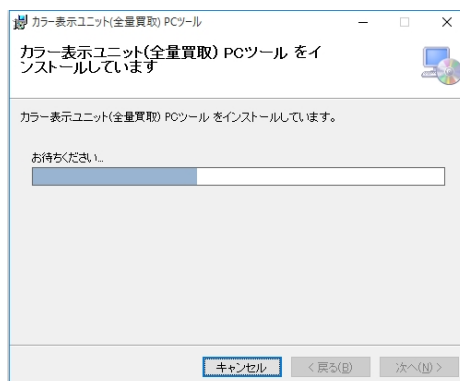 カラー表示ユニット(全量買取) PCツール
カラー表示ユニット(全量買取) PCツール をイ
ンストールしています
カラー表示ユニット(全量買取) PCツール をインストールしています。
お待ちください...
キャンセル
< 戻る(B)
次へ(N) >